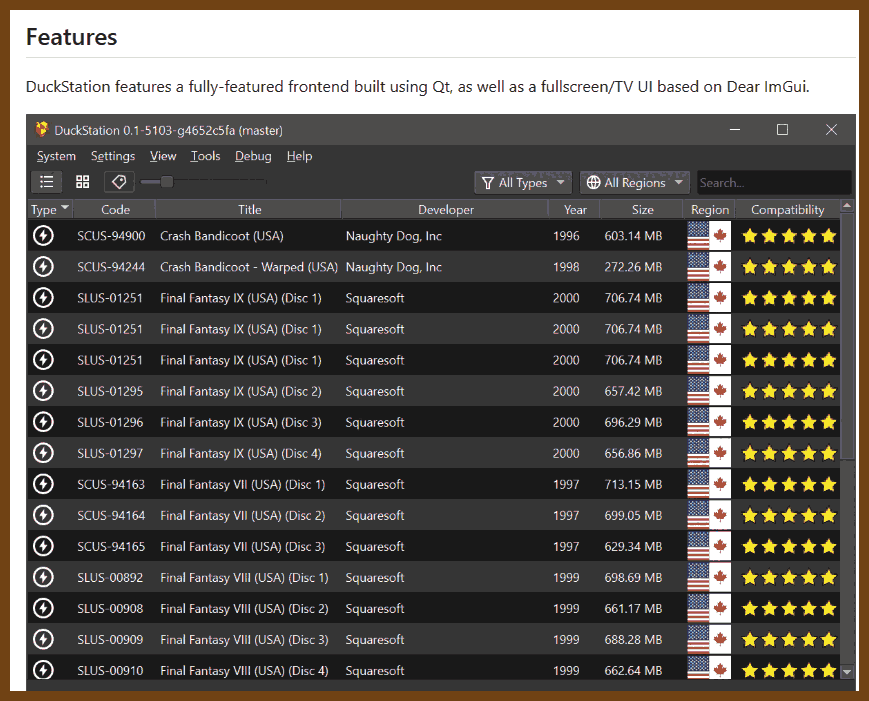 Features
DuckStation features a fully-featured frontend built using Qt, as well as a fullscreen/TV UI based on Dear ImGui.
DuckStation 0.1-5103-g4652c5fa (master)
System Settings View Tools Debug Help
All Types All Regions Search...
Type Code Title Developer Year Size Region Compatibility
SCUS-94900 Crash Bandicoot (USA) Naughty Dog, Inc 1996 603.14 MB
SCUS-94244 Crash Bandicoot - Warped (USA) Naughty Dog, Inc 1998 272.26 MB
SLUS-01251 Final Fantasy IX (USA) (Disc 1) Squaresoft 2000 706.74 MB
SLUS-01251 Final Fantasy IX (USA) (Disc 1) Squaresoft 2000 706.74 MB
SLUS-01251 Final Fantasy IX (USA) (Disc 1) Squaresoft 2000 706.74 MB
SLUS-01295 Final Fantasy IX (USA) (Disc 2) Squaresoft 2000 657.42 MB
SLUS-01296 Final Fantasy IX (USA) (Disc 3) Squaresoft 2000 696.29 MB
SLUS-01297 Final Fantasy IX (USA) (Disc 4) Squaresoft 2000 656.86 MB
SCUS-94163 Final Fantasy VII (USA) (Disc 1) Squaresoft 1997 713.15 MB
SCUS-94164 Final Fantasy VII (USA) (Disc 2) Squaresoft 1997 699.05 MB
SCUS-94165 Final Fantasy VII (USA) (Disc 3) Squaresoft 1997 629.34 MB
SLUS-00892 Final Fantasy VIII (USA) (Disc 1) Squaresoft 1999 698.69 MB
SLUS-00908 Final Fantasy VIII (USA) (Disc 2) Squaresoft 1999 661.17 MB
SLUS-00909 Final Fantasy VIII (USA) (Disc 3) Squaresoft 1999 688.28 MB
SLUS-00910 Final Fantasy VIII (USA) (Disc 4) Squaresoft 1999 662.64 MB